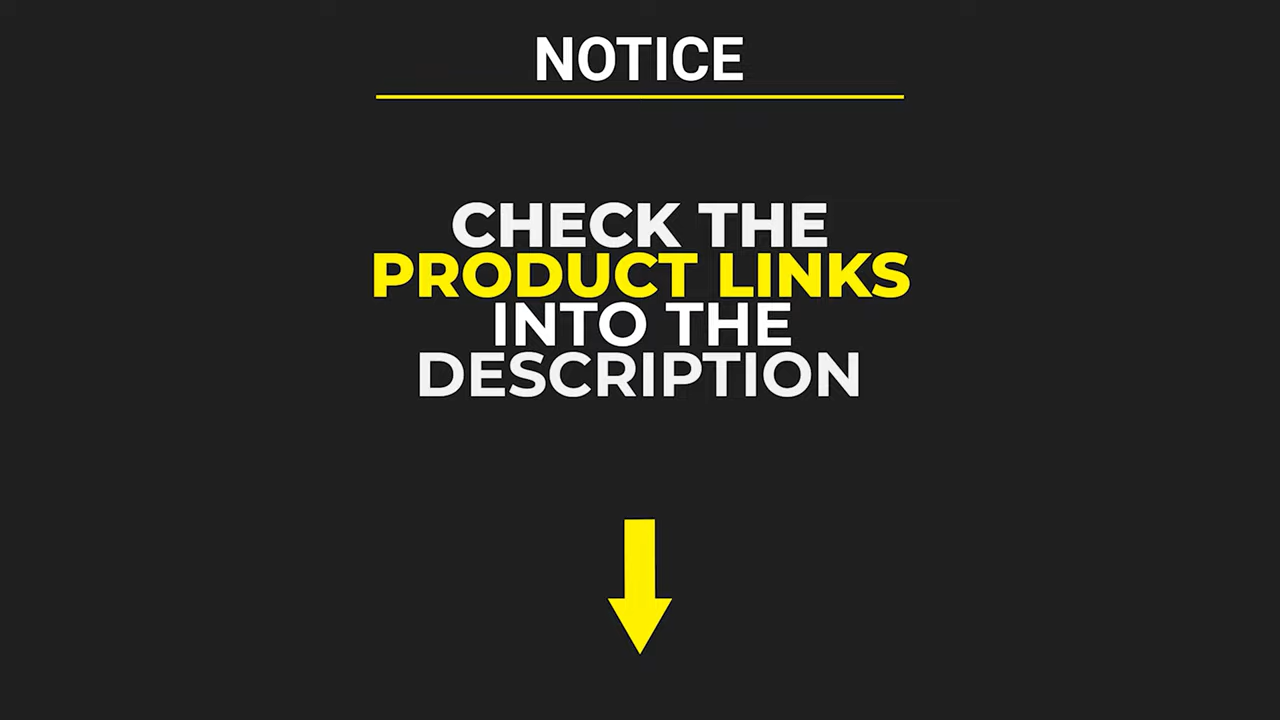 NOTICE
CHECK THE
PRODUCT LINKS
INTO THE
DESCRIPTION